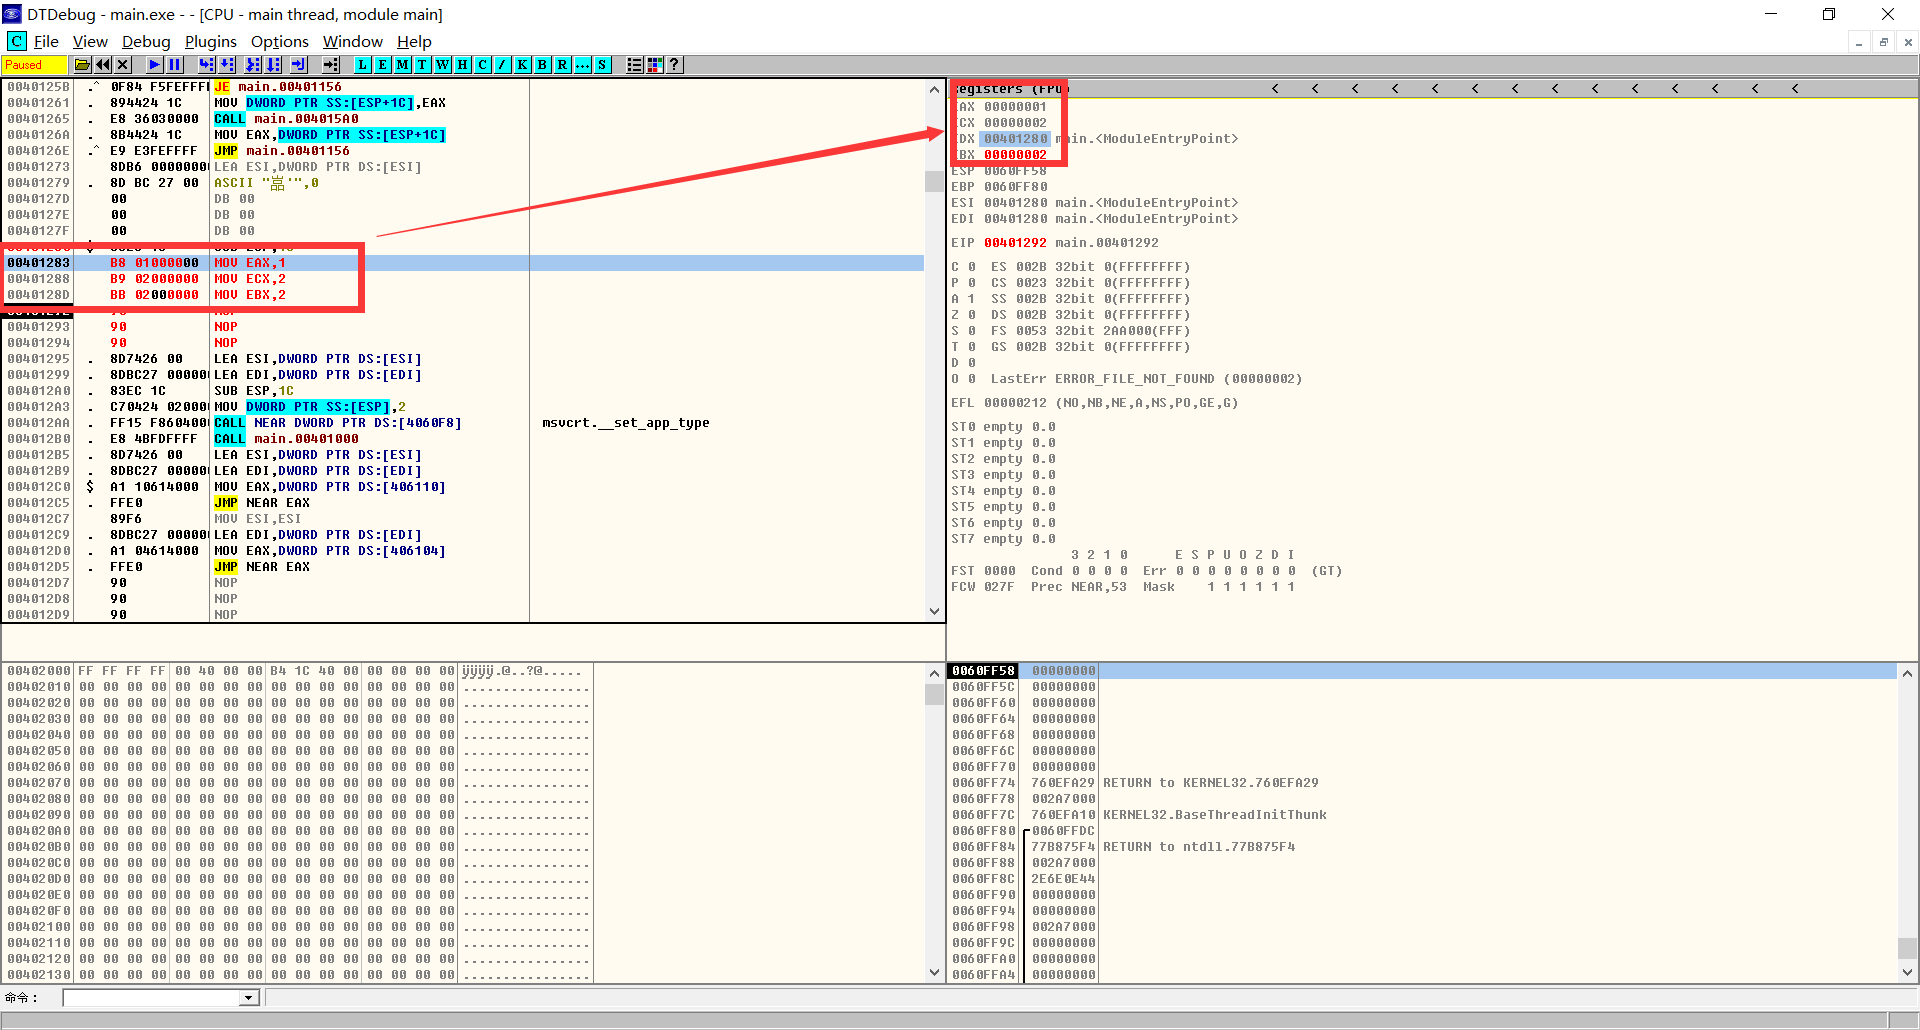 DTDebug - main.exe - - [CPU - main thread, module main]
C File View Debug Plugins Options Window Help
Paused L E M T W H C / K B R ... S ?
0040125B .^ 0F84 F5FEFFFF JE main.00401156
00401261 . 894424 1C MOV DWORD PTR SS:[ESP+1C],EAX
00401265 . E8 36030000 CALL main.004015A0
0040126A . 8B4424 1C MOV EAX,DWORD PTR SS:[ESP+1C]
0040126E .^ E9 E3FEFFFF JMP main.00401156
00401273 8DB6 00000000 LEA ESI,DWORD PTR DS:[ESI]
00401279 . 8D BC 27 00 ASCII "崓'",0
0040127D 00 DB 00
0040127E 00 DB 00
0040127F 00 DB 00
00401283 B8 01000000 MOV EAX,1
00401288 B9 02000000 MOV ECX,2
0040128D BB 02000000 MOV EBX,2
00401293 90 NOP
00401294 90 NOP
00401295 . 8D7426 00 LEA ESI,DWORD PTR DS:[ESI]
00401299 . 8DBC27 000000 LEA EDI,DWORD PTR DS:[EDI]
004012A0 . 83EC 1C SUB ESP,1C
004012A3 . C70424 020000 MOV DWORD PTR SS:[ESP],2
004012AA . FF15 F8604000 CALL NEAR DWORD PTR DS:[4060F8] msvcrt.__set_app_type
004012B0 . E8 4BFDFFFF CALL main.00401000
004012B5 . 8D7426 00 LEA ESI,DWORD PTR DS:[ESI]
004012B9 . 8DBC27 000000 LEA EDI,DWORD PTR DS:[EDI]
004012C0 $ A1 10614000 MOV EAX,DWORD PTR DS:[406110]
004012C5 . FFE0 JMP NEAR EAX
004012C7 89F6 MOV ESI,ESI
004012C9 . 8DBC27 000000 LEA EDI,DWORD PTR DS:[EDI]
004012D0 . A1 04614000 MOV EAX,DWORD PTR DS:[406104]
004012D5 . FFE0 JMP NEAR EAX
004012D7 90 NOP
004012D8 90 NOP
004012D9 90 NOP
Registers (FPU) < < < < < < < < < < < < < <
EAX 00000001
ECX 00000002
EDX 00401280 main.<ModuleEntryPoint>
EBX 00000002
ESP 0060FF58
EBP 0060FF80
ESI 00401280 main.<ModuleEntryPoint>
EDI 00401280 main.<ModuleEntryPoint>
EIP 00401292 main.00401292
C 0 ES 002B 32bit 0(FFFFFFFF)
P 0 CS 0023 32bit 0(FFFFFFFF)
A 1 SS 002B 32bit 0(FFFFFFFF)
Z 0 DS 002B 32bit 0(FFFFFFFF)
S 0 FS 0053 32bit 2AA000(FFF)
T 0 GS 002B 32bit 0(FFFFFFFF)
D 0
O 0 LastErr ERROR_FILE_NOT_FOUND (00000002)
EFL 00000212 (NO,NB,NE,A,NS,PO,GE,G)
ST0 empty 0.0
ST1 empty 0.0
ST2 empty 0.0
ST3 empty 0.0
ST4 empty 0.0
ST5 empty 0.0
ST6 empty 0.0
ST7 empty 0.0
3 2 1 0 E S P U O Z D I
FST 0000 Cond 0 0 0 0 Err 0 0 0 0 0 0 0 0 (GT)
FCW 027F Prec NEAR,53 Mask 1 1 1 1 1 1
00402000 FF FF FF FF 00 40 00 00 B4 1C 40 00 00 00 00 00 ÿÿÿÿ.@..?@.....
00402010 00 00 00 00 00 00 00 00 00 00 00 00 00 00 00 00 ................
00402020 00 00 00 00 00 00 00 00 00 00 00 00 00 00 00 00 ................
00402030 00 00 00 00 00 00 00 00 00 00 00 00 00 00 00 00 ................
00402040 00 00 00 00 00 00 00 00 00 00 00 00 00 00 00 00 ................
00402050 00 00 00 00 00 00 00 00 00 00 00 00 00 00 00 00 ................
00402060 00 00 00 00 00 00 00 00 00 00 00 00 00 00 00 00 ................
00402070 00 00 00 00 00 00 00 00 00 00 00 00 00 00 00 00 ................
00402080 00 00 00 00 00 00 00 00 00 00 00 00 00 00 00 00 ................
00402090 00 00 00 00 00 00 00 00 00 00 00 00 00 00 00 00 ................
004020A0 00 00 00 00 00 00 00 00 00 00 00 00 00 00 00 00 ................
004020B0 00 00 00 00 00 00 00 00 00 00 00 00 00 00 00 00 ................
004020C0 00 00 00 00 00 00 00 00 00 00 00 00 00 00 00 00 ................
004020D0 00 00 00 00 00 00 00 00 00 00 00 00 00 00 00 00 ................
004020E0 00 00 00 00 00 00 00 00 00 00 00 00 00 00 00 00 ................
004020F0 00 00 00 00 00 00 00 00 00 00 00 00 00 00 00 00 ................
00402100 00 00 00 00 00 00 00 00 00 00 00 00 00 00 00 00 ................
00402110 00 00 00 00 00 00 00 00 00 00 00 00 00 00 00 00 ................
00402120 00 00 00 00 00 00 00 00 00 00 00 00 00 00 00 00 ................
00402130 00 00 00 00 00 00 00 00 00 00 00 00 00 00 00 00 ................
0060FF58 00000000
0060FF5C 00000000
0060FF60 00000000
0060FF64 00000000
0060FF68 00000000
0060FF6C 00000000
0060FF70 00000000
0060FF74 760EFA29 RETURN to KERNEL32.760EFA29
0060FF78 002A7000
0060FF7C 760EFA10 KERNEL32.BaseThreadInitThunk
0060FF80 0060FFDC
0060FF84 77B875F4 RETURN to ntdll.77B875F4
0060FF88 002A7000
0060FF8C 2E6E0E44
0060FF90 00000000
0060FF94 00000000
0060FF98 002A7000
0060FF9C 00000000
0060FFA0 00000000
0060FFA4 00000000
命令：